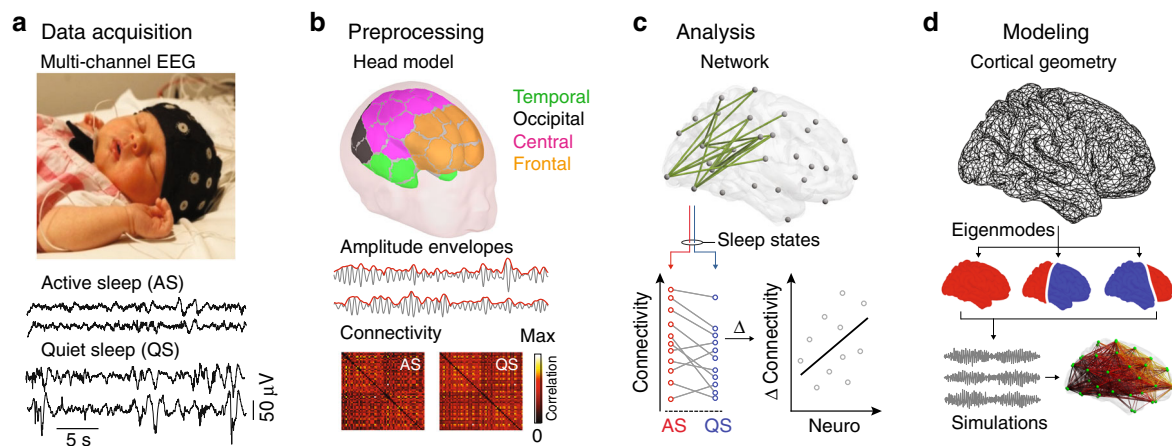 a Data acquisition
Multi-channel EEG
Active sleep (AS)
Quiet sleep (QS)
50 µV
5 s
b Preprocessing
Head model
Temporal
Occipital
Central
Frontal
Amplitude envelopes
Connectivity
Max
AS
QS
Correlation
0
c Analysis
Network
Sleep states
Connectivity
AS
QS
Δ
Δ Connectivity
Neuro
d Modeling
Cortical geometry
Eigenmodes
Simulations